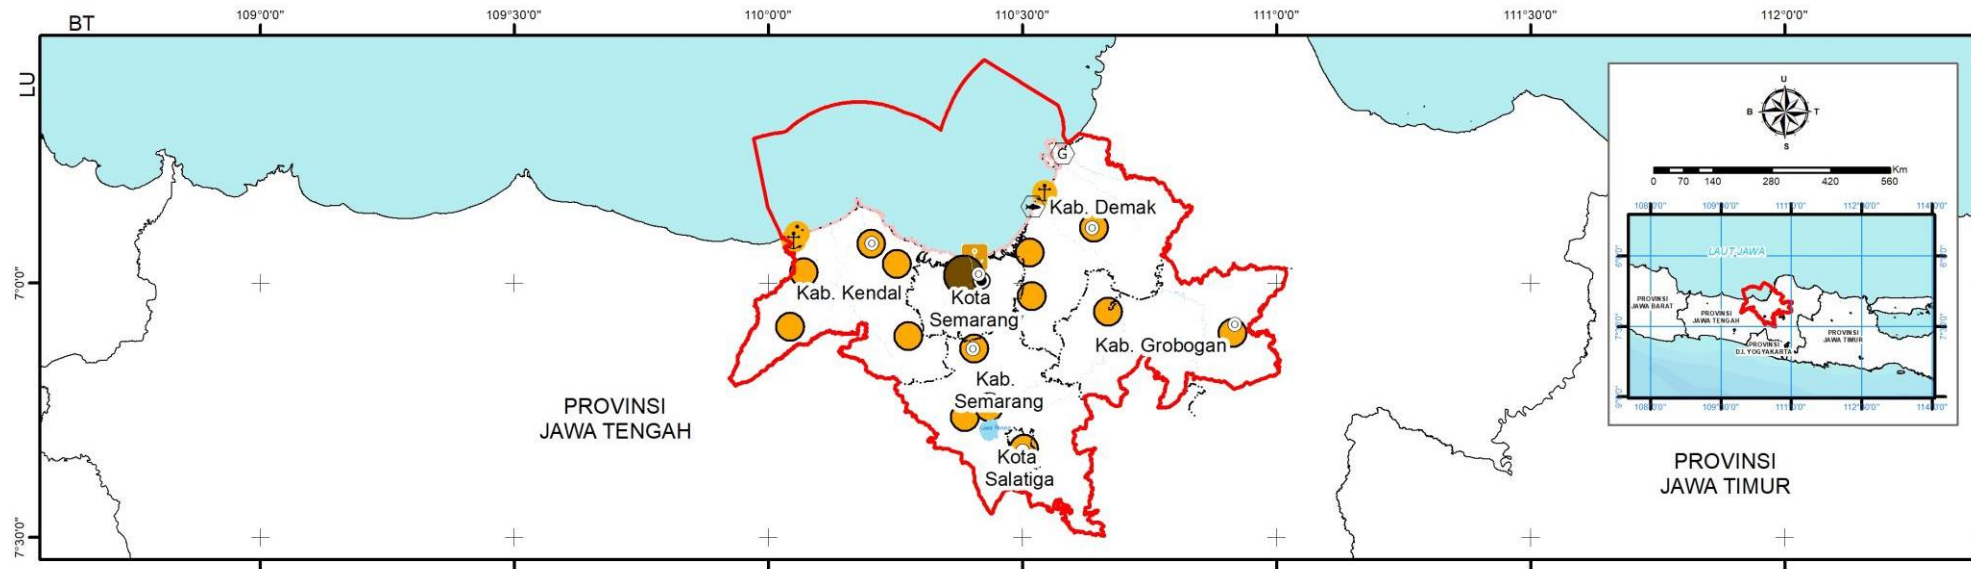 BT
109°0'0"
109°30'0"
110°0'0"
110°30'0"
111°0'0"
111°30'0"
112°0'0"
LU
7°0'0"
7°30'0"
G
Kab. Demak
Kab. Kendal
Kota
Semarang
Kab. Grobogan
Kab.
Semarang
Kota
Salatiga
PROVINSI
JAWA TENGAH
PROVINSI
JAWA TIMUR
U
B
T
S
Km
0 70 140 280 420 560
LAUT JAWA
PROVINSI
JAWA BARAT
PROVINSI
JAWA TENGAH
PROVINSI
D.I. YOGYAKARTA
PROVINSI
JAWA TIMUR